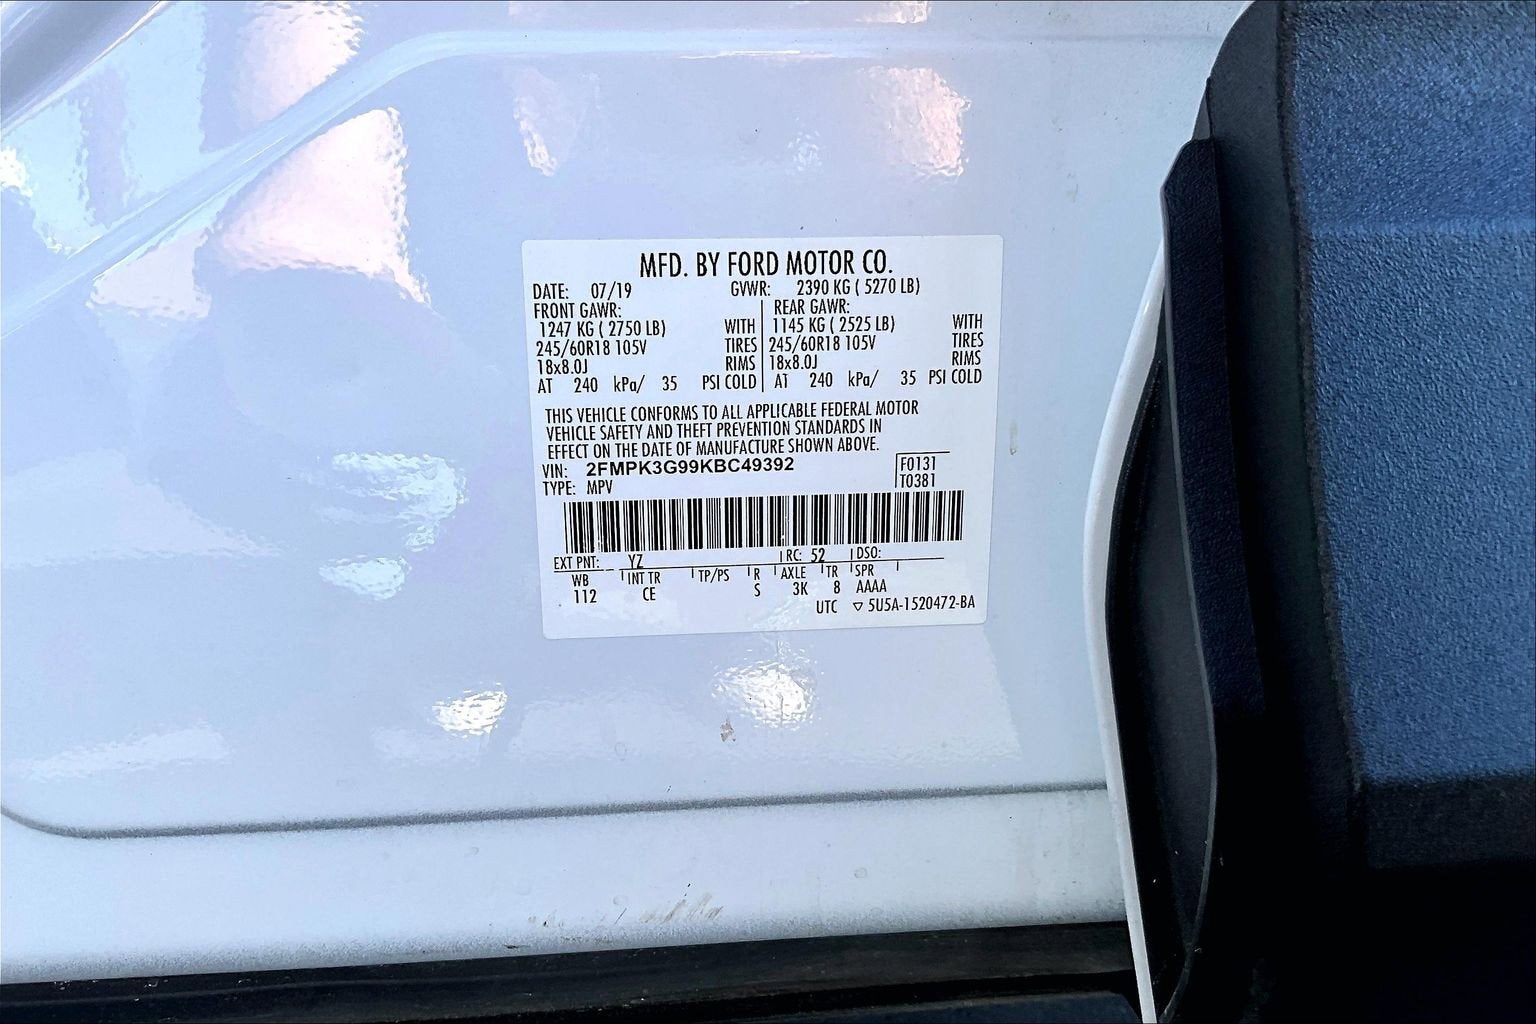 MFD. BY FORD MOTOR CO.
DATE: 07/19 GVWR: 2390 KG ( 5270 LB)
FRONT GAWR: REAR GAWR:
1247 KG ( 2750 LB) WITH 1145 KG ( 2525 LB) WITH
245/60R18 105V TIRES 245/60R18 105V TIRES
18x8.0J RIMS 18x8.0J RIMS
AT 240 kPa/ 35 PSI COLD AT 240 kPa/ 35 PSI COLD
THIS VEHICLE CONFORMS TO ALL APPLICABLE FEDERAL MOTOR
VEHICLE SAFETY AND THEFT PREVENTION STANDARDS IN
EFFECT ON THE DATE OF MANUFACTURE SHOWN ABOVE.
VIN: 2FMPK3G99KBC49392 F0131
TYPE: MPV T0381
EXT PNT: YZ RC: 52 DSO:
WB INT TR TP/PS R AXLE TR SPR
112 CE S 3K 8 AAAA
UTC ▽ 5U5A-1520472-BA